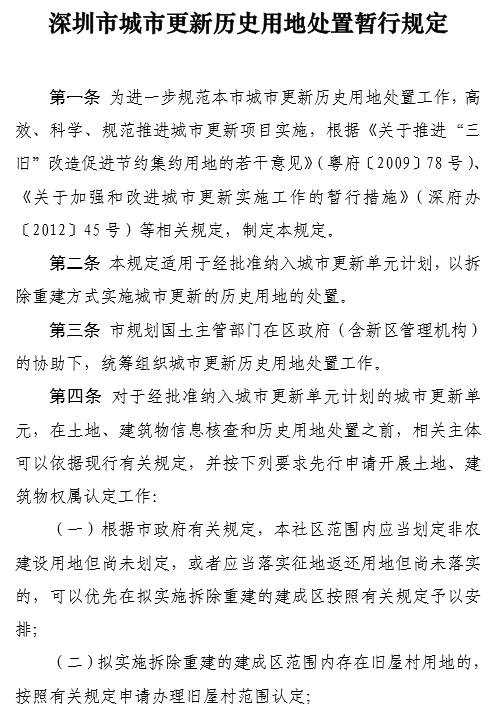 深圳市城市更新历史用地处置暂行规定
第一条 为进一步规范本市城市更新历史用地处置工作，高
效、科学、规范推进城市更新项目实施，根据《关于推进“三
旧”改造促进节约集约用地的若干意见》（粤府〔2009〕78 号）、
《关于加强和改进城市更新实施工作的暂行措施》（深府办
〔2012〕45 号）等相关规定，制定本规定。
第二条 本规定适用于经批准纳入城市更新单元计划，以拆
除重建方式实施城市更新的历史用地的处置。
第三条 市规划国土主管部门在区政府（含新区管理机构）
的协助下，统筹组织城市更新历史用地处置工作。
第四条 对于经批准纳入城市更新单元计划的城市更新单
元，在土地、建筑物信息核查和历史用地处置之前，相关主体
可以依据现行有关规定，并按下列要求先行申请开展土地、建
筑物权属认定工作：
（一）根据市政府有关规定，本社区范围内应当划定非农
建设用地但尚未划定，或者应当落实征地返还用地但尚未落实
的，可以优先在拟实施拆除重建的建成区按照有关规定予以安
排；
（二）拟实施拆除重建的建成区范围内存在旧屋村用地的，
按照有关规定申请办理旧屋村范围认定；